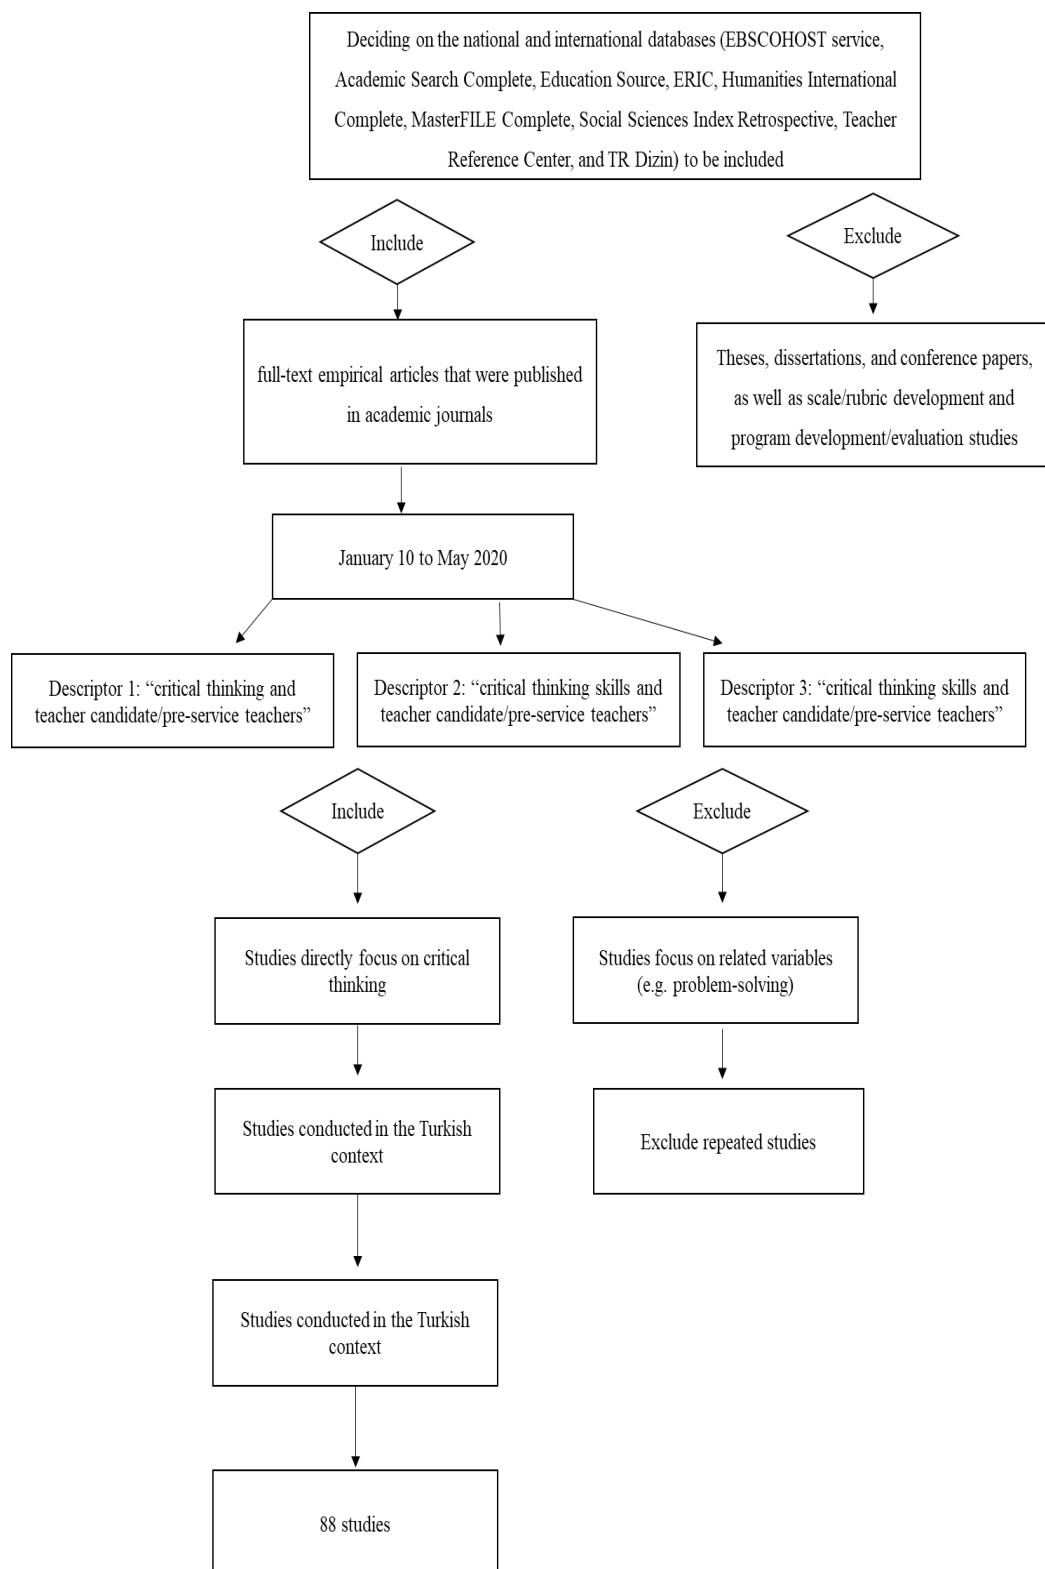 Deciding on the national and international databases (EBSCOHOST service,
Academic Search Complete, Education Source, ERIC, Humanities International
Complete, MasterFILE Complete, Social Sciences Index Retrospective, Teacher
Reference Center, and TR Dizin) to be included
Include
Exclude
full-text empirical articles that were published
in academic journals
Theses, dissertations, and conference papers,
as well as scale/rubric development and
program development/evaluation studies
January 10 to May 2020
Descriptor 1: “critical thinking and
teacher candidate/pre-service teachers”
Descriptor 2: “critical thinking skills and
teacher candidate/pre-service teachers”
Descriptor 3: “critical thinking skills and
teacher candidate/pre-service teachers”
Include
Exclude
Studies directly focus on critical
thinking
Studies focus on related variables
(e.g. problem-solving)
Studies conducted in the Turkish
context
Exclude repeated studies
Studies conducted in the Turkish
context
88 studies